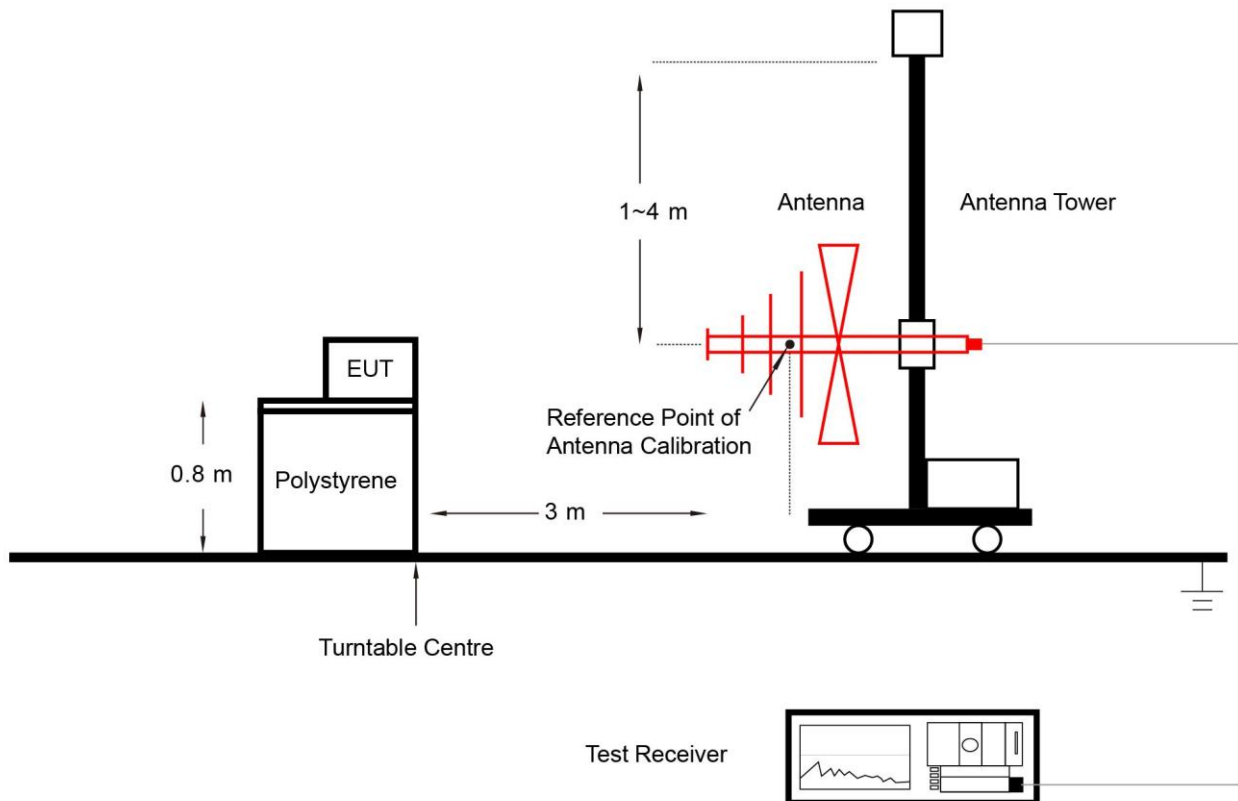 1~4 m
Antenna
Antenna Tower
EUT
Reference Point of
Antenna Calibration
0.8 m
Polystyrene
3 m
Turntable Centre
Test Receiver